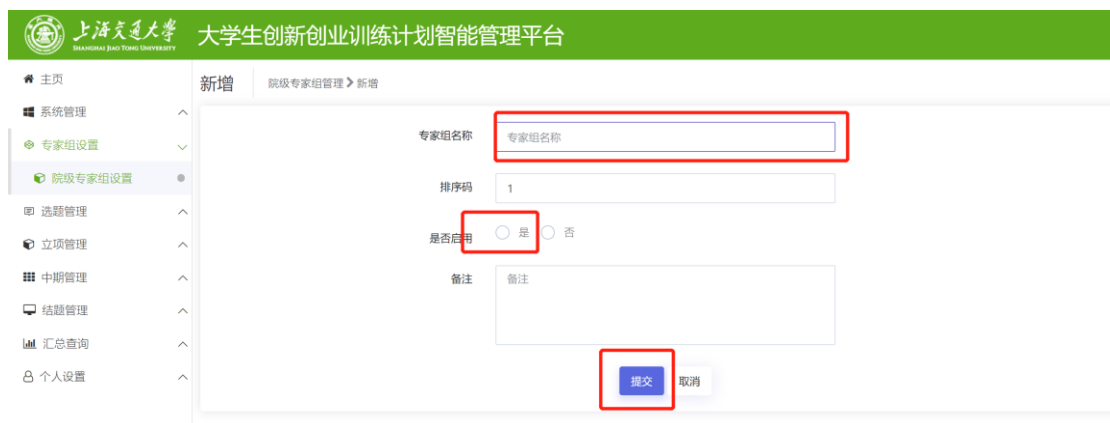 上海交通大学
SHANGHAI JIAO TONG UNIVERSITY
大学生创新创业训练计划智能管理平台
主页
系统管理
专家组设置
院级专家组设置
选题管理
立项管理
中期管理
结题管理
汇总查询
个人设置
新增 院级专家组管理 > 新增
专家组名称 专家组名称
排序码 1
是否启用 是 否
备注 备注
提交 取消